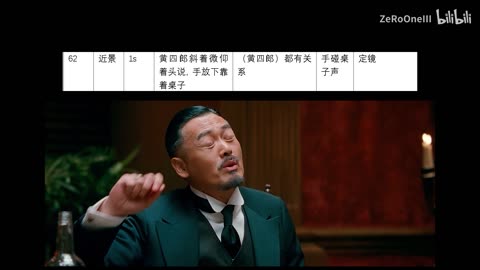 ZeRoOneIII bilibili
62 近景 1s 黄四郎斜着微仰 （黄四郎）都有关 手碰桌 定镜
着头说，手放下靠 系 子声
着桌子